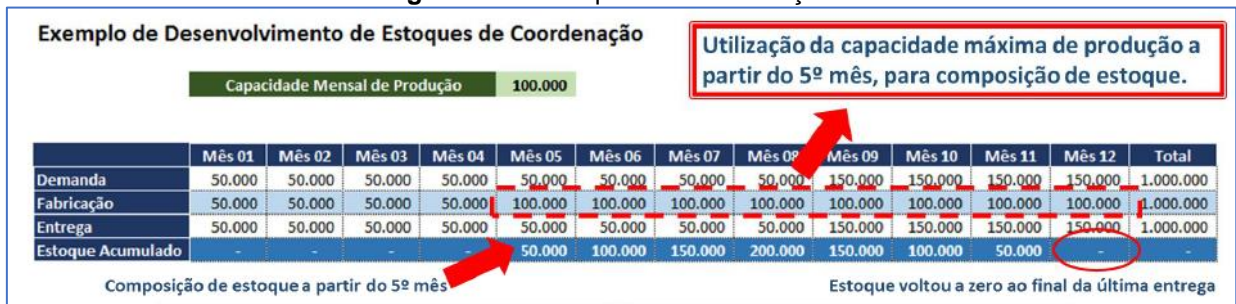 Exemplo de Desenvolvimento de Estoques de Coordenação
Utilização da capacidade máxima de produção a
partir do 5º mês, para composição de estoque.
Capacidade Mensal de Produção 100.000
Mês 01 Mês 02 Mês 03 Mês 04 Mês 05 Mês 06 Mês 07 Mês 08 Mês 09 Mês 10 Mês 11 Mês 12 Total
Demanda 50.000 50.000 50.000 50.000 50.000 50.000 50.000 50.000 150.000 150.000 150.000 150.000 1.000.000
Fabricação 50.000 50.000 50.000 50.000 100.000 100.000 100.000 100.000 100.000 100.000 100.000 100.000 1.000.000
Entrega 50.000 50.000 50.000 50.000 50.000 50.000 50.000 50.000 150.000 150.000 150.000 150.000 1.000.000
Estoque Acumulado - - - - 50.000 100.000 150.000 200.000 150.000 100.000 50.000 - -
Composição de estoque a partir do 5º mês
Estoque voltou a zero ao final da última entrega